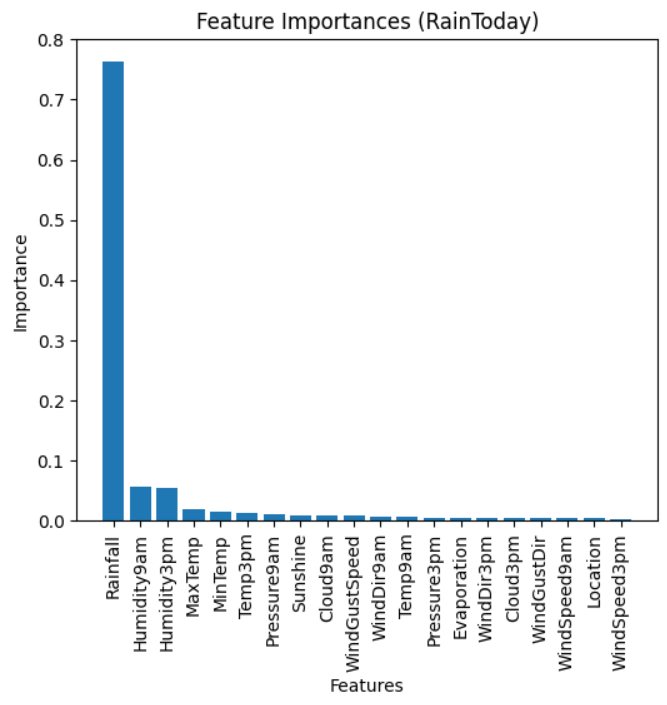 Feature Importances (RainToday)
0.8
0.7
0.6
0.5
0.4
0.3
0.2
0.1
0.0
Importance
Rainfall
Humidity9am
Humidity3pm
MaxTemp
MinTemp
Temp3pm
Pressure9am
Sunshine
Cloud9am
WindGustSpeed
WindDir9am
Temp9am
Pressure3pm
Evaporation
WindDir3pm
Cloud3pm
WindGustDir
WindSpeed9am
Location
WindSpeed3pm
Features